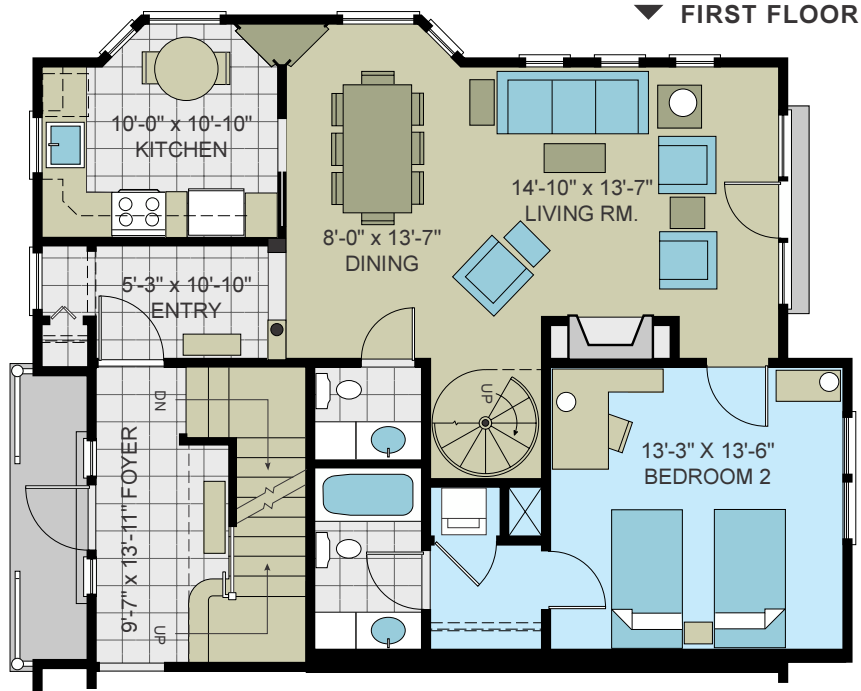 ▼ FIRST FLOOR
10'-0" x 10'-10"
KITCHEN
14'-10" x 13'-7"
LIVING RM.
8'-0" x 13'-7"
DINING
5'-3" x 10'-10"
ENTRY
UP
DN
9'-7" x 13'-11" FOYER
UP
13'-3" X 13'-6"
BEDROOM 2